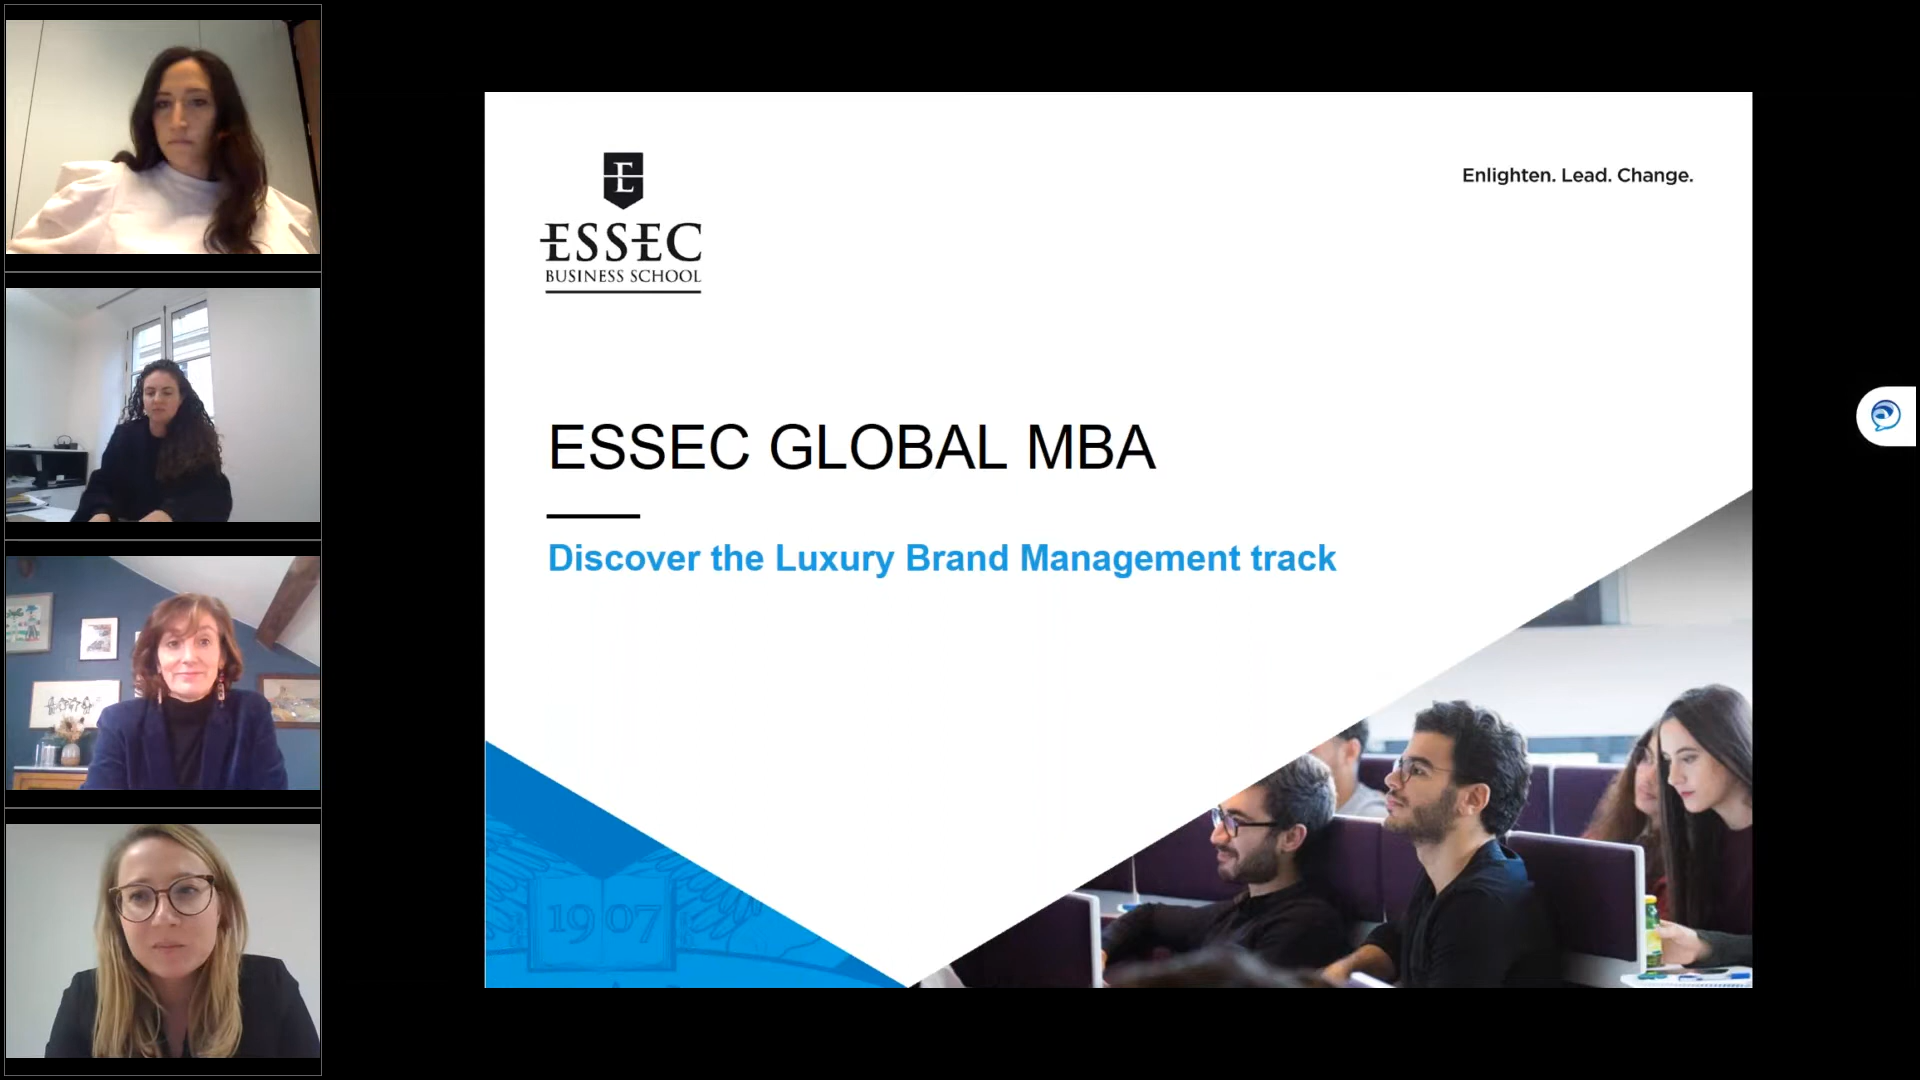 E
ESSEC
BUSINESS SCHOOL
Enlighten. Lead. Change.
ESSEC GLOBAL MBA
Discover the Luxury Brand Management track
1907